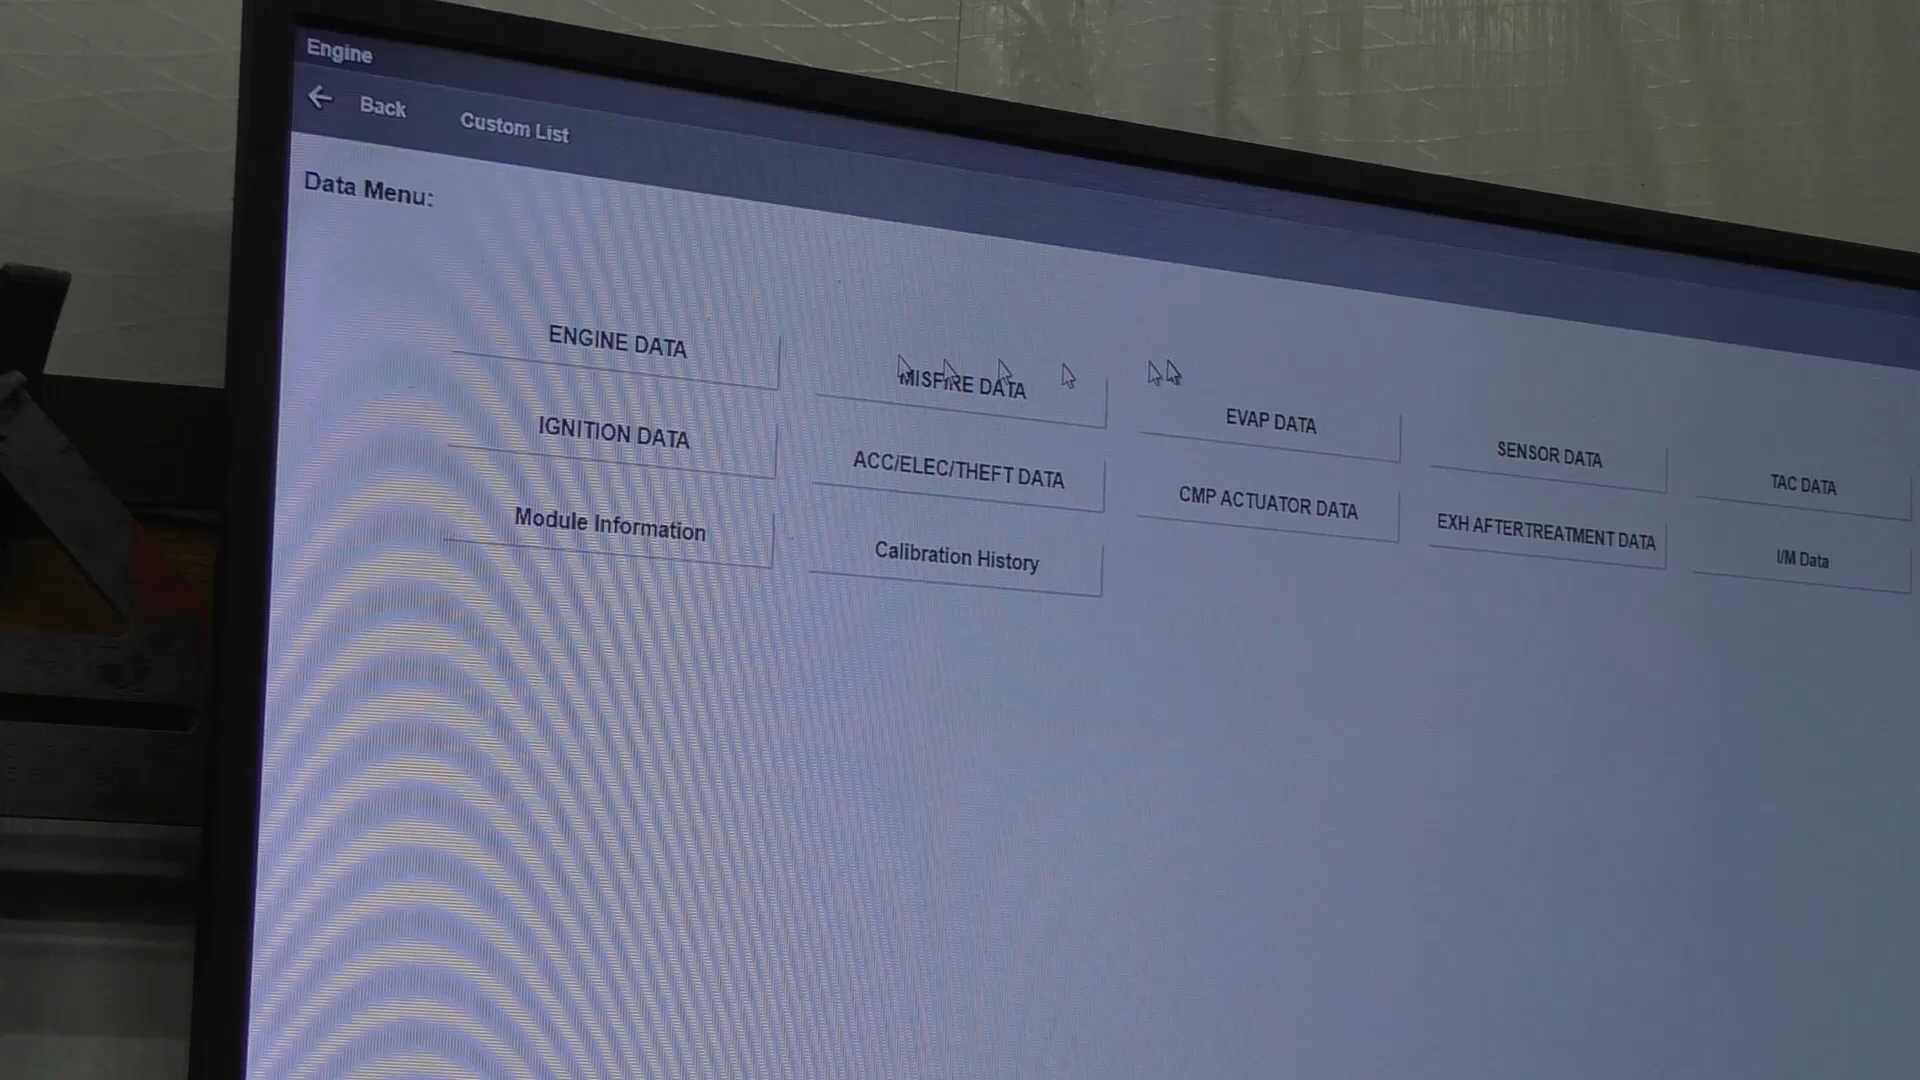 Engine
Back Custom List
Data Menu:
ENGINE DATA MISFIRE DATA EVAP DATA SENSOR DATA TAC DATA
IGNITION DATA ACC/ELEC/THEFT DATA CMP ACTUATOR DATA EXH AFTERTREATMENT DATA I/M Data
Module Information Calibration History